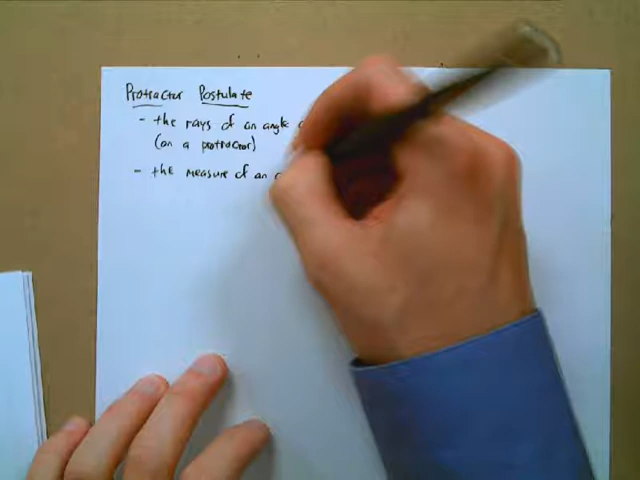 Protractor Postulate
- the rays of an angle
(on a protractor)
- the measure of an